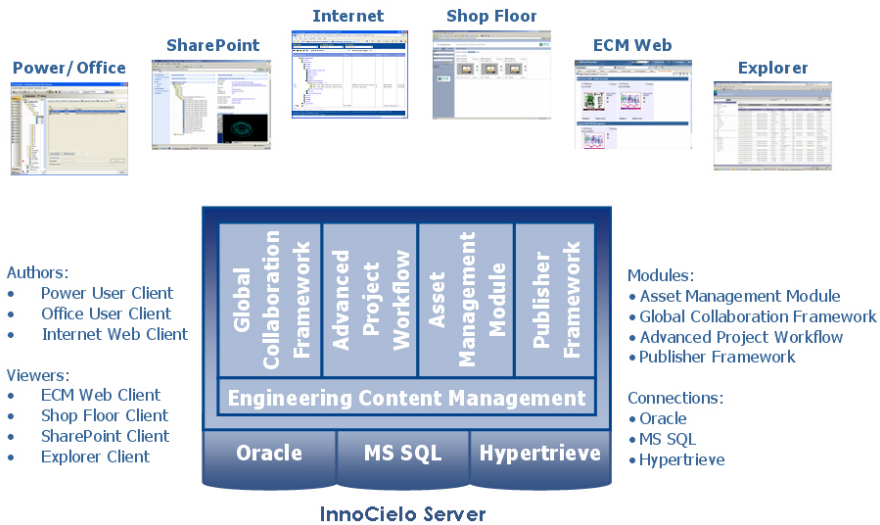 Internet
Shop Floor
SharePoint
ECM Web
Power/Office
Explorer
Global
Collaboration
Framework
Advanced
Project
Workflow
Asset
Management
Module
Publisher
Framework
Engineering Content Management
Oracle
MS SQL
Hypertrieve
InnoCielo Server
Authors:
• Power User Client
• Office User Client
• Internet Web Client
Viewers:
• ECM Web Client
• Shop Floor Client
• SharePoint Client
• Explorer Client
Modules:
• Asset Management Module
• Global Collaboration Framework
• Advanced Project Workflow
• Publisher Framework
Connections:
• Oracle
• MS SQL
• Hypertrieve